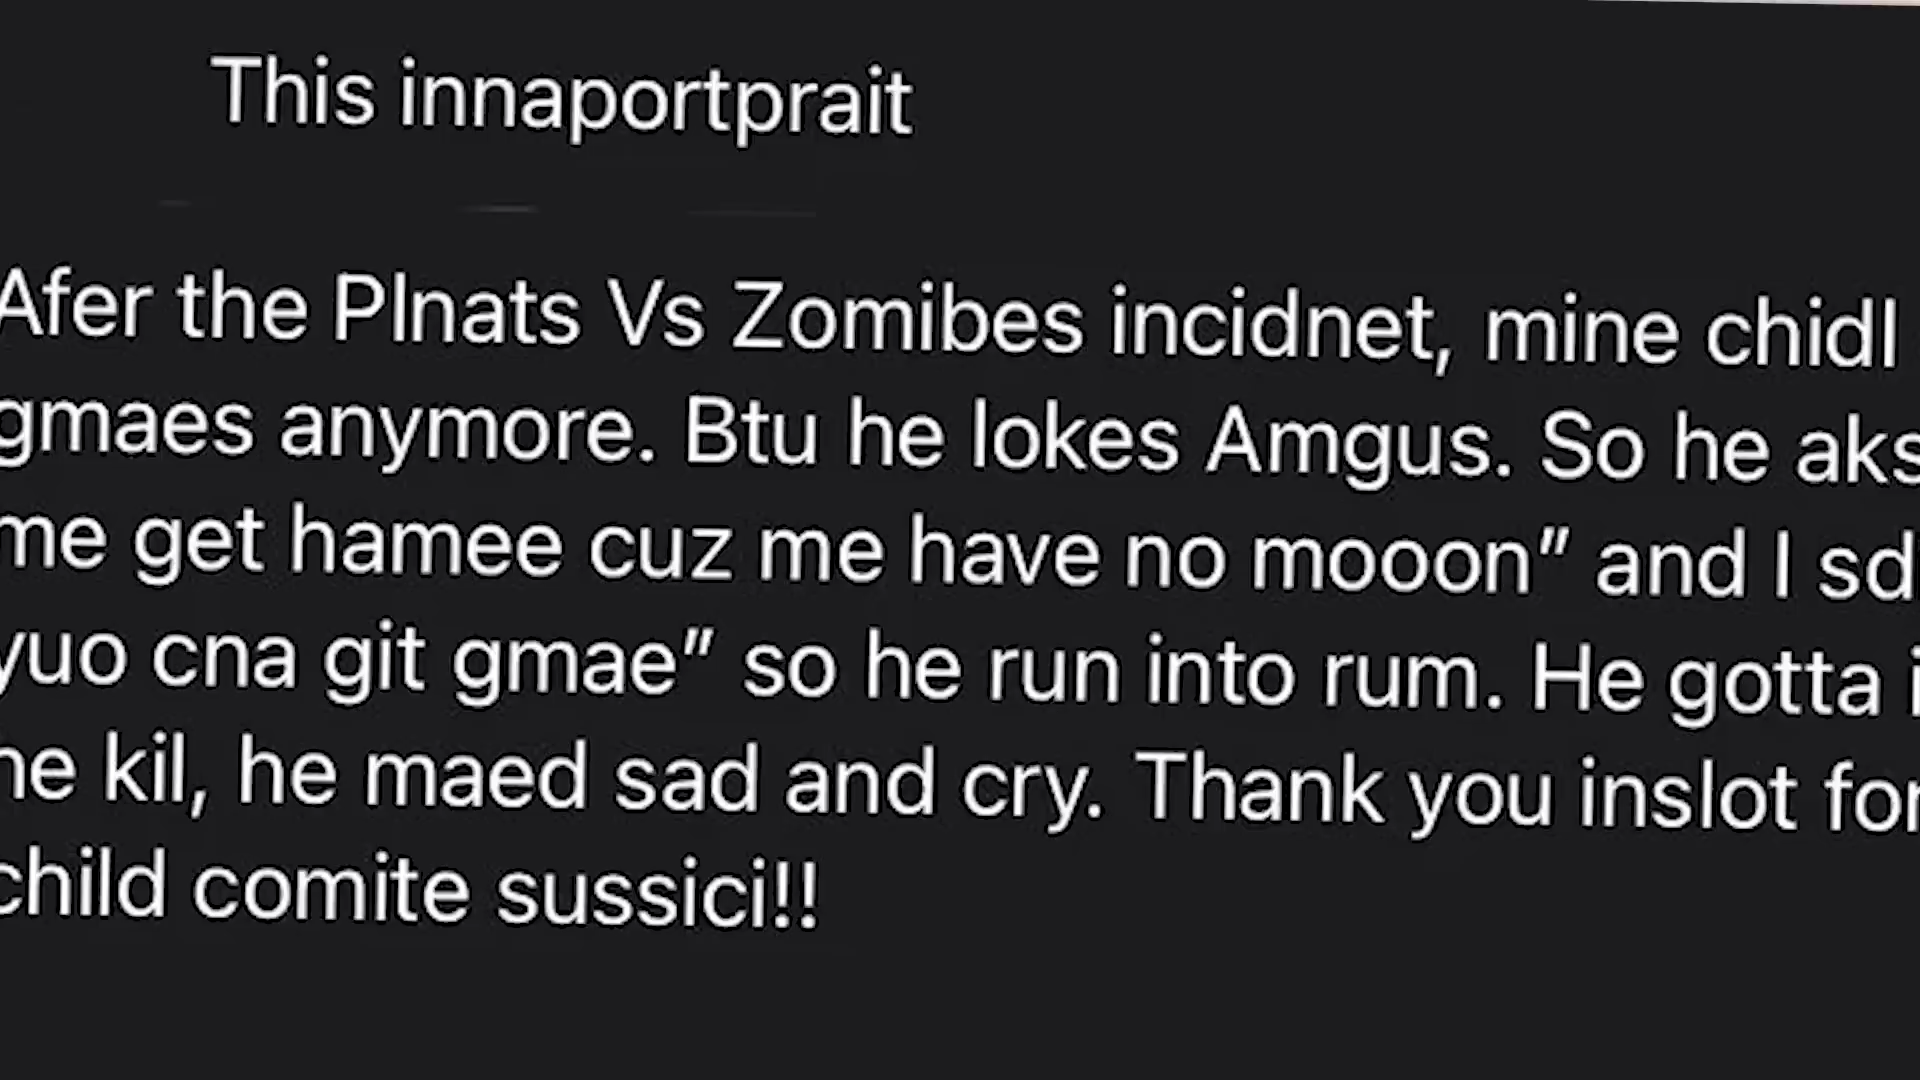 This innaportprait
Afer the Plnats Vs Zomibes incidnet, mine chidl
gmaes anymore. Btu he lokes Amgus. So he aks
me get hamee cuz me have no mooon" and I sd
yuo cna git gmae" so he run into rum. He gotta i
he kil, he maed sad and cry. Thank you inslot for
child comite sussici!!